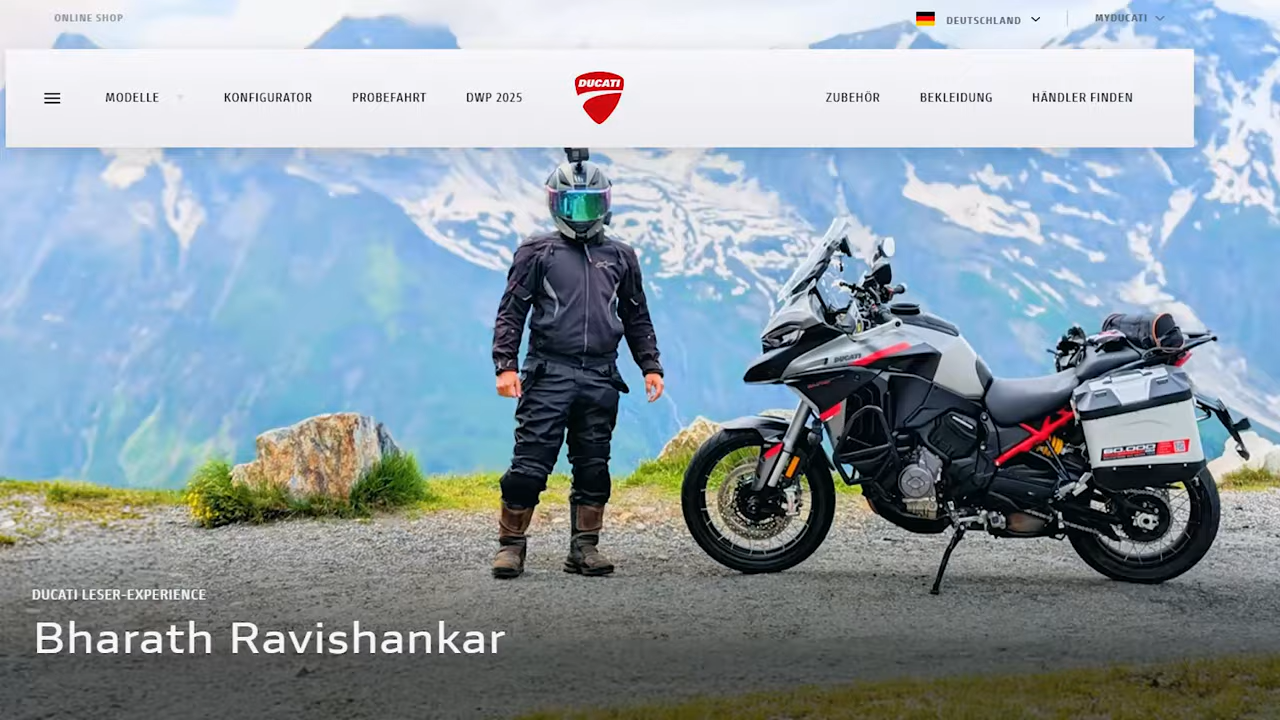 ONLINE SHOP
DEUTSCHLAND
MYDUCATI
MODELLE
KONFIGURATOR
PROBEFAHRT
DWP 2025
DUCATI
ZUBEHÖR
BEKLEIDUNG
HÄNDLER FINDEN
DUCATI
DUCATI LESER-EXPERIENCE
Bharath Ravishankar